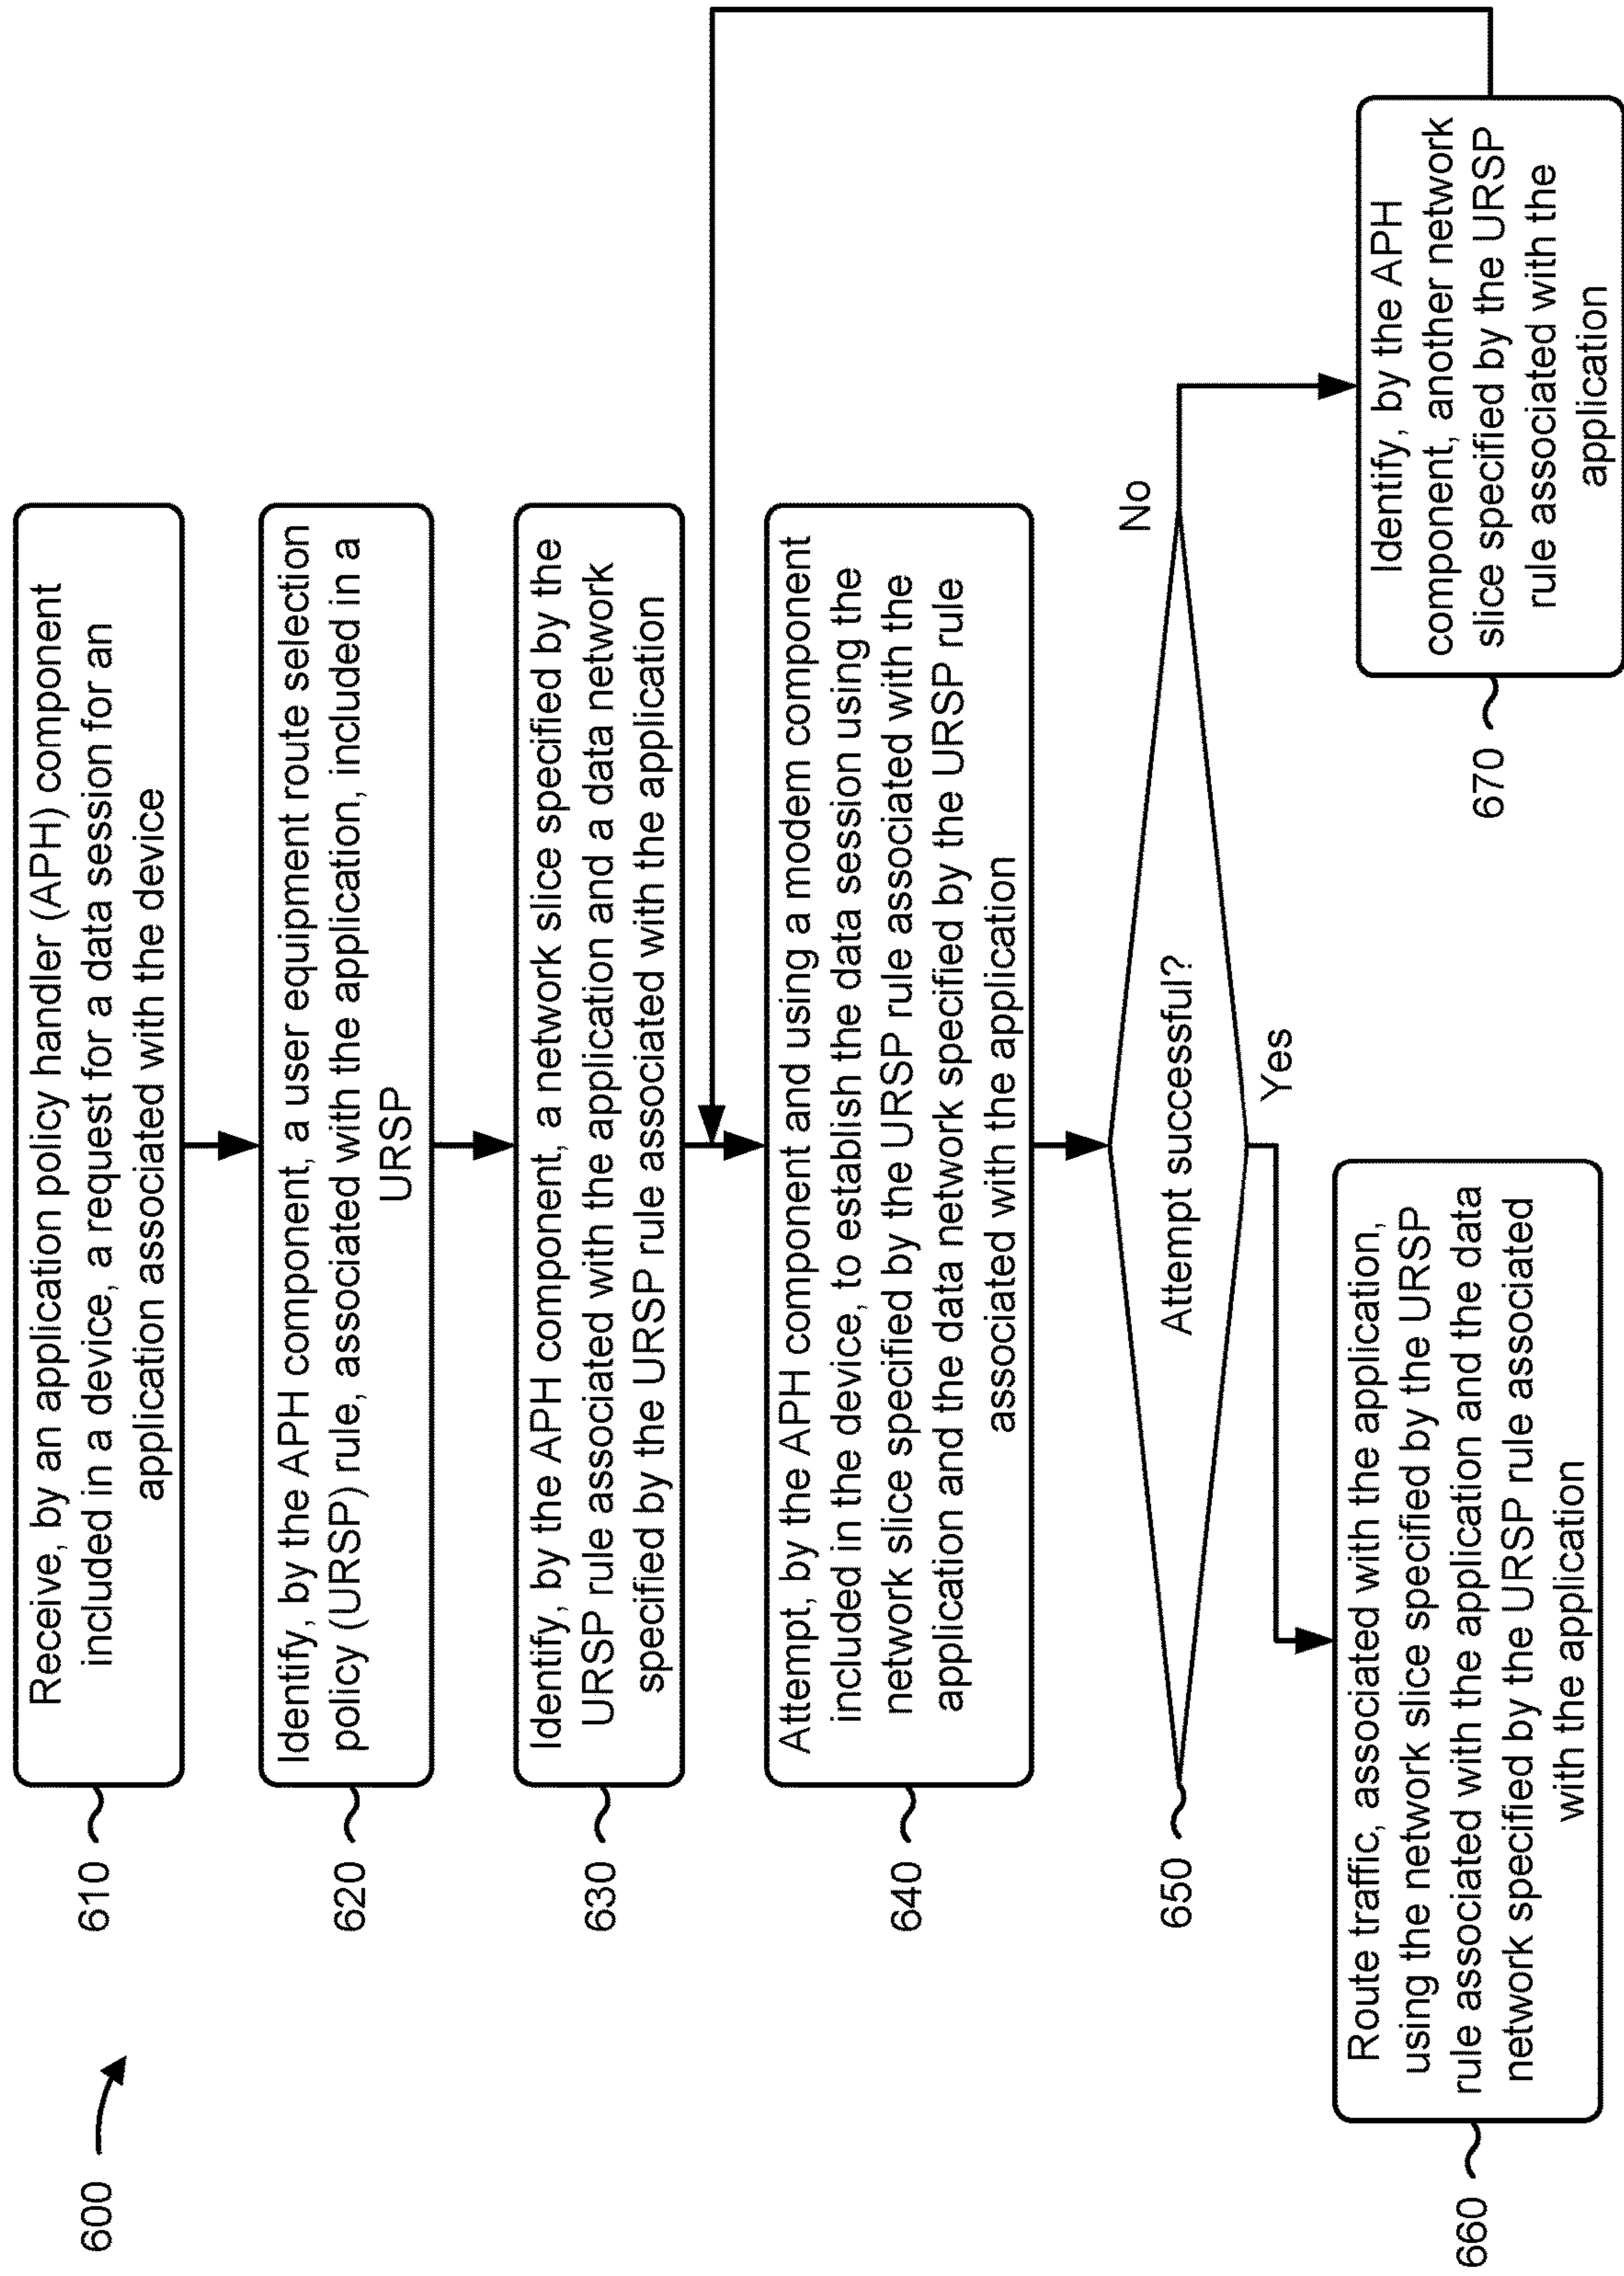 600
610
Receive, by an application policy handler (APH) component
included in a device, a request for a data session for an
application associated with the device
620
Identify, by the APH component, a user equipment route selection
policy (URSP) rule, associated with the application, included in a
URSP
630
Identify, by the APH component, a network slice specified by the
URSP rule associated with the application and a data network
specified by the URSP rule associated with the application
640
Attempt, by the APH component and using a modem component
included in the device, to establish the data session using the
network slice specified by the URSP rule associated with the
application and the data network specified by the URSP rule
associated with the application
650
Attempt successful?
No
Yes
660
Route traffic, associated with the application,
using the network slice specified by the URSP
rule associated with the application and the data
network specified by the URSP rule associated
with the application
670
Identify, by the APH
component, another network
slice specified by the URSP
rule associated with the
application